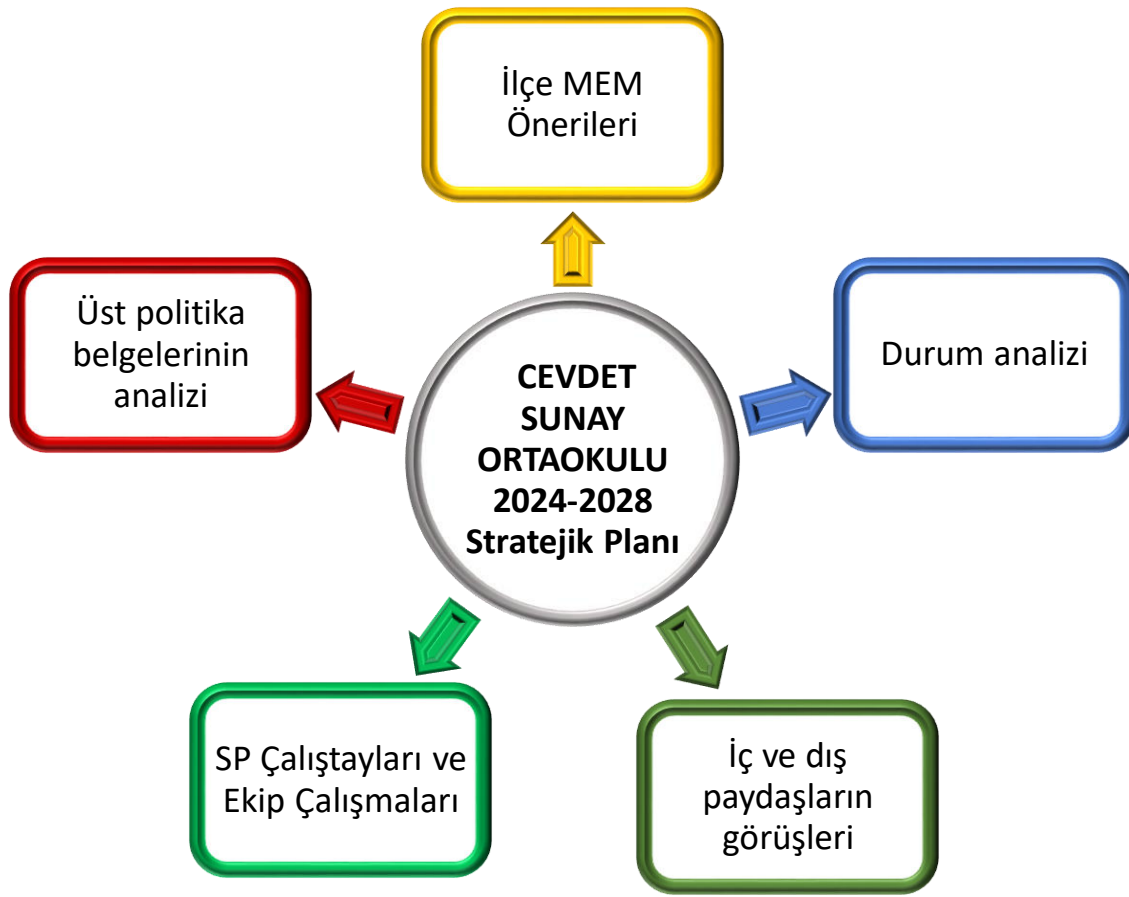 İlçe MEM
Önerileri
Üst politika
belgelerinin
analizi
CEVDET
SUNAY
ORTAOKULU
2024-2028
Stratejik Planı
Durum analizi
SP Çalıştayları ve
Ekip Çalışmaları
İç ve dış
paydaşların
görüşleri